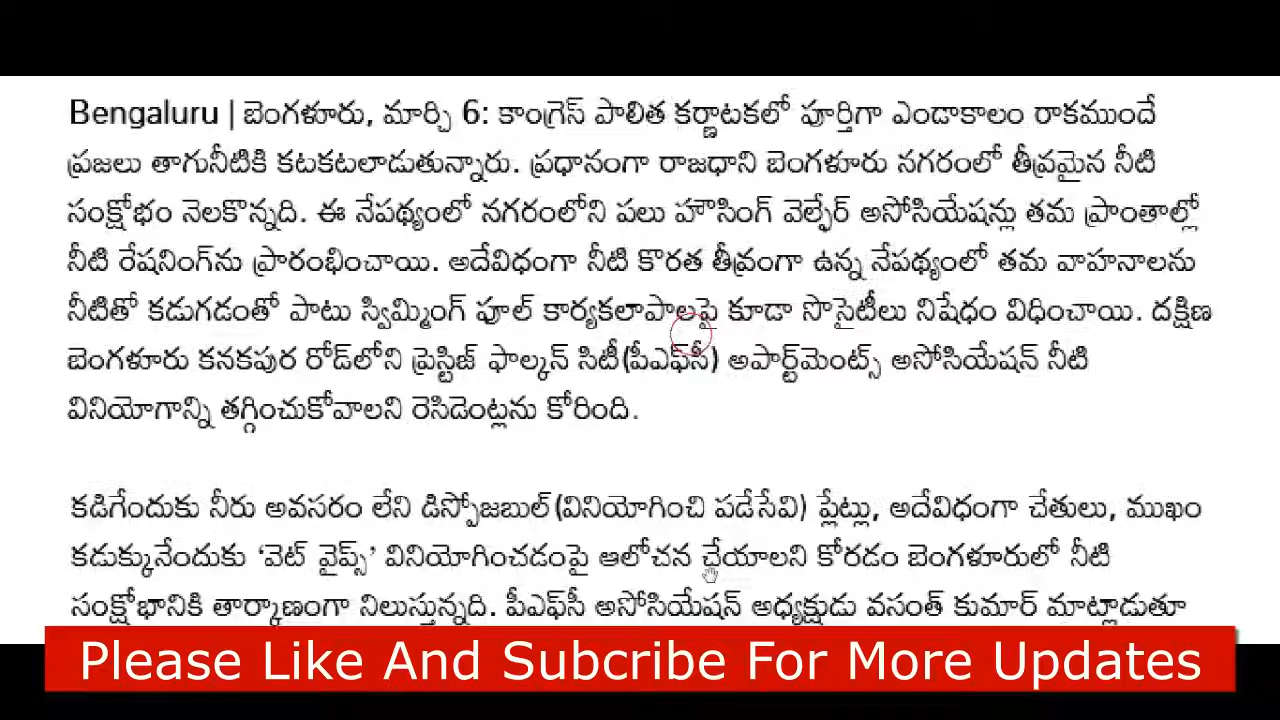 Bengaluru | బెంగళూరు, మార్చి 6: కాంగ్రెస్ పాలిత కర్ణాటకలో పూర్తిగా ఎండాకాలం రాకముందే
ప్రజలు తాగునీటికి కటకటలాడుతున్నారు. ప్రధానంగా రాజధాని బెంగళూరు నగరంలో తీవ్రమైన నీటి
సంక్షోభం నెలకొన్నది. ఈ నేపథ్యంలో నగరంలోని పలు హౌసింగ్ వెల్ఫేర్ అసోసియేషన్లు తమ ప్రాంతాల్లో
నీటి రేషనింగ్‌ను ప్రారంభించాయి. అదేవిధంగా నీటి కొరత తీవ్రంగా ఉన్న నేపథ్యంలో తమ వాహనాలను
నీటితో కడుగడంతో పాటు స్విమ్మింగ్ ఫూల్ కార్యకలాపాలపై కూడా సొసైటీలు నిషేధం విధించాయి. దక్షిణ
బెంగళూరు కనకపుర రోడ్‌లోని ప్రెస్టిజ్ ఫాల్కన్ సిటీ(పీఎఫ్‌సీ) అపార్ట్‌మెంట్స్ అసోసియేషన్ నీటి
వినియోగాన్ని తగ్గించుకోవాలని రెసిడెంట్లను కోరింది.
కడిగేందుకు నీరు అవసరం లేని డిస్పోజబుల్(వినియోగించి పడేసేవి) ప్లేట్లు, అదేవిధంగా చేతులు, ముఖం
కడుక్కునేందుకు ‘వెట్ వైప్స్’ వినియోగించడంపై ఆలోచన చేయాలని కోరడం బెంగళూరులో నీటి
సంక్షోభానికి తార్కాణంగా నిలుస్తున్నది. పీఎఫ్‌సీ అసోసియేషన్ అధ్యక్షుడు వసంత్ కుమార్ మాట్లాడుతూ
Please Like And Subcribe For More Updates